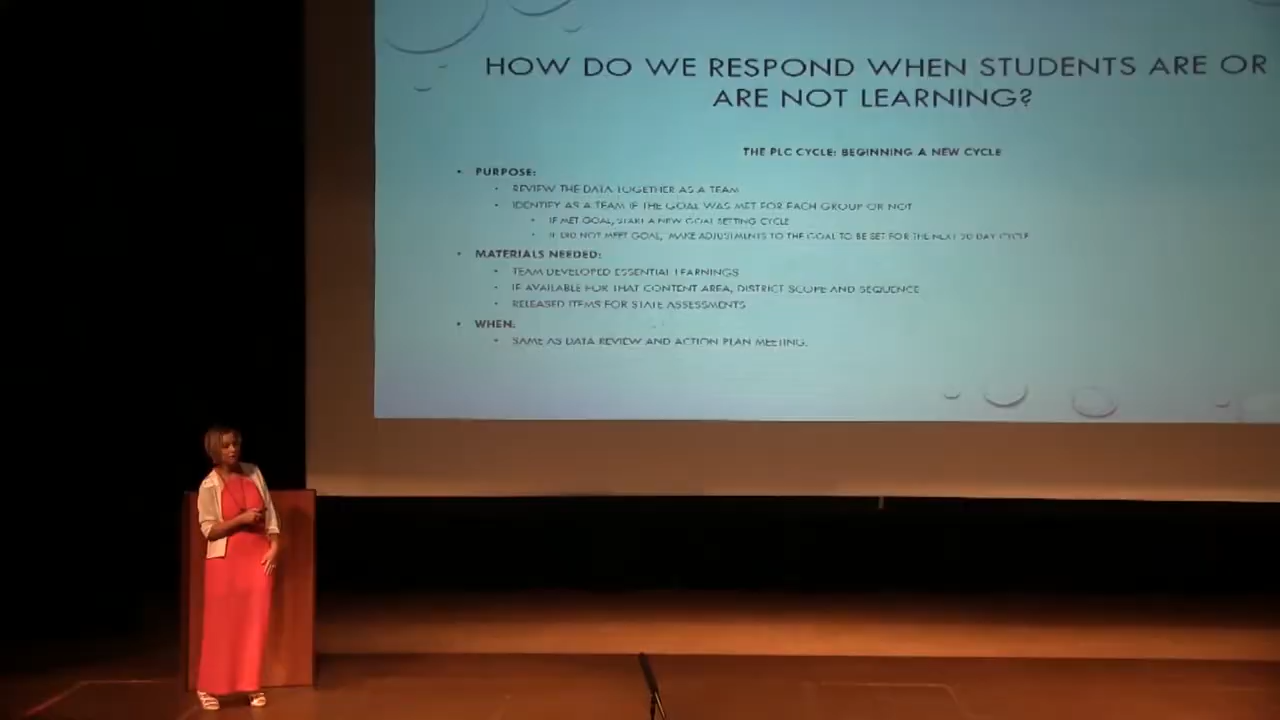 HOW DO WE RESPOND WHEN STUDENTS ARE OR
ARE NOT LEARNING?
THE PLC CYCLE: BEGINNING A NEW CYCLE
• PURPOSE:
• REVIEW THE DATA TOGETHER AS A TEAM
• IDENTIFY AS A TEAM IF THE GOAL WAS MET FOR EACH GROUP OR NOT
• IF MET GOAL, START A NEW GOAL SETTING CYCLE
• IF DID NOT MEET GOAL, MAKE ADJUSTMENTS TO THE GOAL TO BE SET FOR THE NEXT 20 DAY CYCLE
• MATERIALS NEEDED:
• TEAM DEVELOPED ESSENTIAL LEARNINGS
• IF AVAILABLE FOR THAT CONTENT AREA, DISTRICT SCOPE AND SEQUENCE
• RELEASED ITEMS FOR STATE ASSESSMENTS
• WHEN:
• SAME AS DATA REVIEW AND ACTION PLAN MEETING.